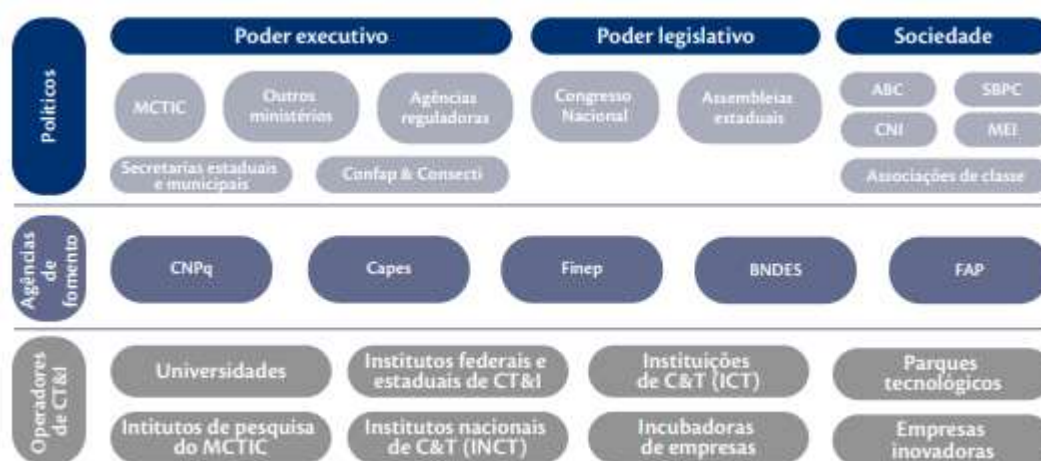 Políticos
Poder executivo
Poder legislativo
Sociedade
MCTIC
Outros
ministérios
Agências
reguladoras
Congresso
Nacional
Assembleias
estaduais
ABC
SBPC
CNI
MEI
Secretarias estaduais
e municipais
Confap & Consecti
Associações de classe
Agências
de
fomento
CNPq
Capes
Finep
BNDES
FAP
Operadores
de CT&I
Universidades
Institutos federais e
estaduais de CT&I
Instituições
de C&T (ICT)
Parques
tecnológicos
Intitutos de pesquisa
do MCTIC
Institutos nacionais
de C&T (INCT)
Incubadoras
de empresas
Empresas
inovadoras